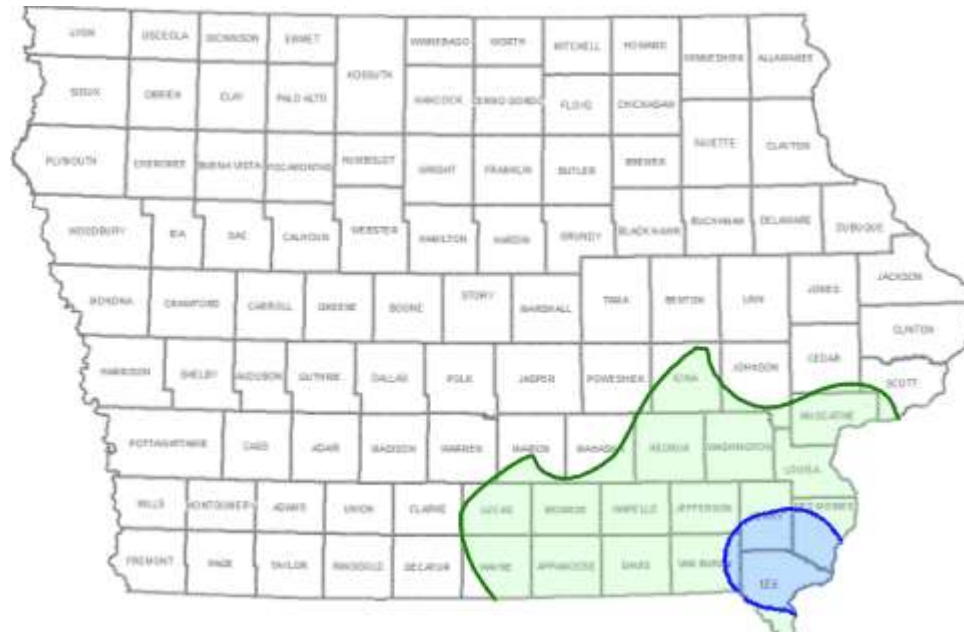 LYON OSCEOLA DICKINSON EMMET WINNEBAGO WORTH MITCHELL HOWARD WINNESHIEK ALLAMAKEE
KOSSUTH
SIOUX OBRIEN CLAY PALO ALTO HANCOCK CERRO GORDO FLOYD CHICKASAW
PLYMOUTH CHEROKEE BUENA VISTA POCAHONTAS HUMBOLDT WRIGHT FRANKLIN BUTLER BREMER FAYETTE CLAYTON
WOODBURY IDA SAC CALHOUN WEBSTER HAMILTON HARDIN GRUNDY BLACK HAWK BUCHANAN DELAWARE DUBUQUE
MONONA CRAWFORD CARROLL GREENE BOONE STORY MARSHALL TAMA BENTON LINN JONES JACKSON
CLINTON
HARRISON SHELBY AUDUBON GUTHRIE DALLAS POLK JASPER POWESHIEK IOWA JOHNSON CEDAR SCOTT
MUSCATINE
POTTAWATTAMIE CASS ADAIR MADISON WARREN MARION MAHASKA KEOKUK WASHINGTON LOUISA
MILLS MONTGOMERY ADAMS UNION CLARKE LUCAS MONROE WAPELLO JEFFERSON DES MOINES
FREMONT PAGE TAYLOR RINGGOLD DECATUR WAYNE APPANOOSE DAVIS VAN BUREN LEE